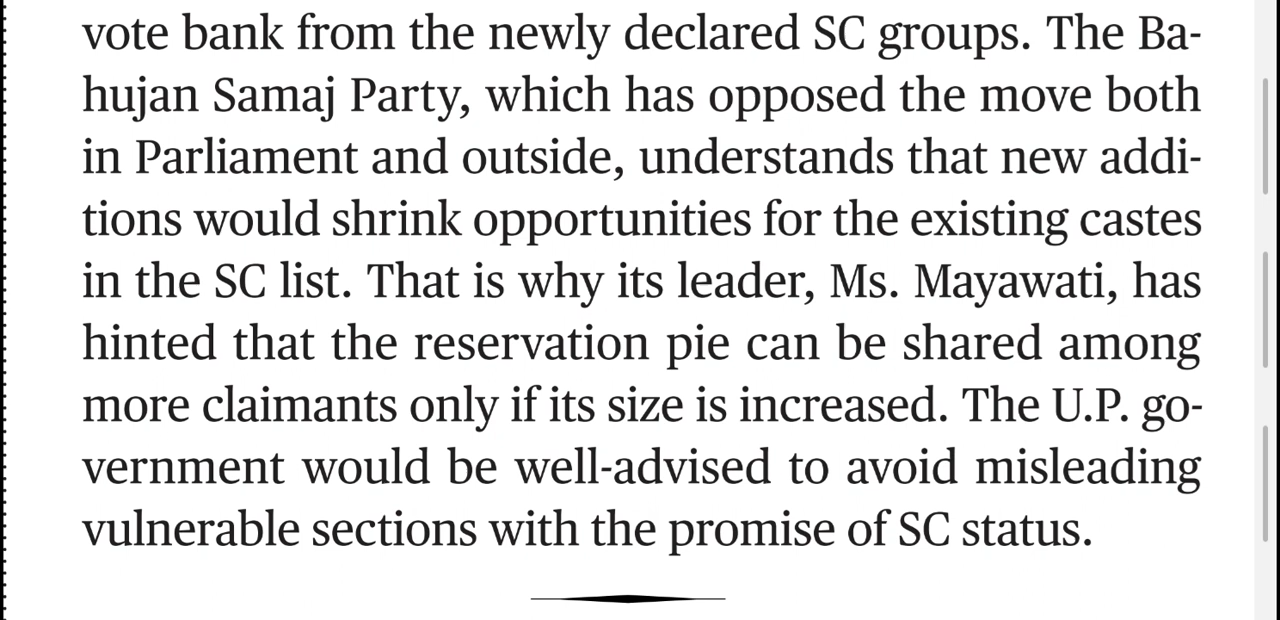 vote bank from the newly declared SC groups. The Ba-
hujan Samaj Party, which has opposed the move both
in Parliament and outside, understands that new addi-
tions would shrink opportunities for the existing castes
in the SC list. That is why its leader, Ms. Mayawati, has
hinted that the reservation pie can be shared among
more claimants only if its size is increased. The U.P. go-
vernment would be well-advised to avoid misleading
vulnerable sections with the promise of SC status.